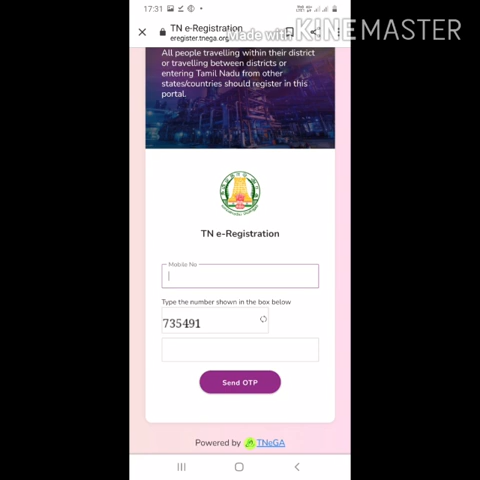 17:31
Made with KINEMASTER
TN e-Registration
eregister.tnega.org
All people travelling within their district
or travelling between districts or
entering Tamil Nadu from other
states/countries should register in this
portal.
TN e-Registration
Mobile No
Type the number shown in the box below
735491
Send OTP
Powered by TNeGA